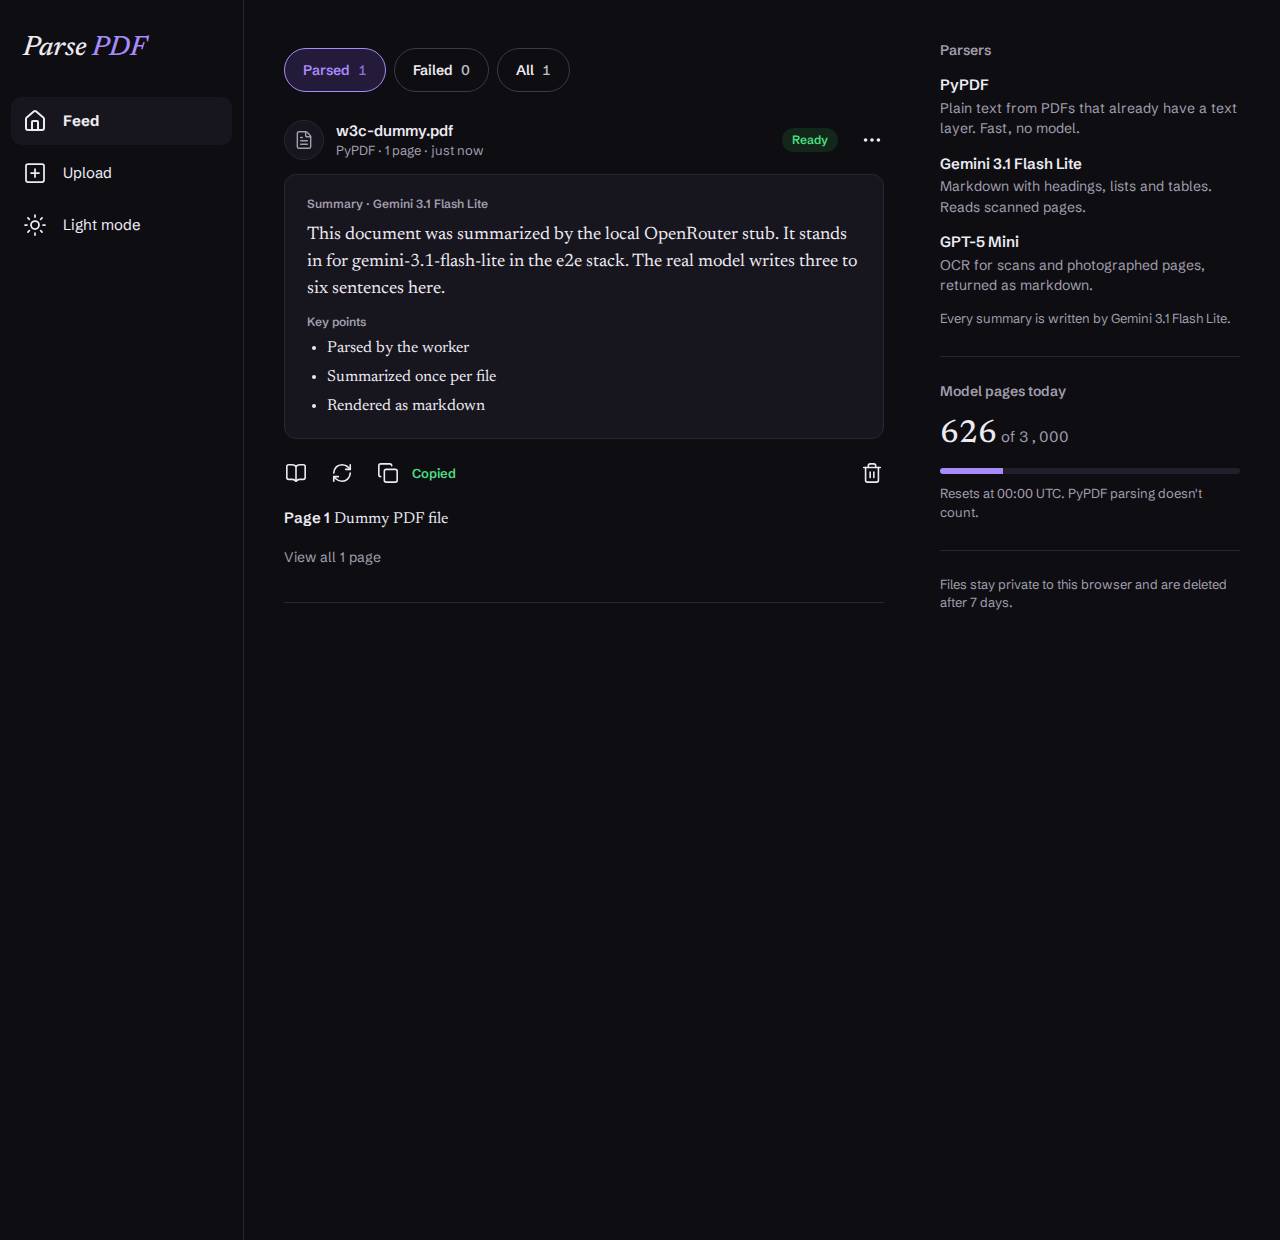 Parse PDF
Feed
Upload
Light mode
Parsed 1
Failed 0
All 1
w3c-dummy.pdf
PyPDF · 1 page · just now
Ready
Summary · Gemini 3.1 Flash Lite
This document was summarized by the local OpenRouter stub. It stands
in for gemini-3.1-flash-lite in the e2e stack. The real model writes three to
six sentences here.
Key points
• Parsed by the worker
• Summarized once per file
• Rendered as markdown
Copied
Page 1 Dummy PDF file
View all 1 page
Parsers
PyPDF
Plain text from PDFs that already have a text
layer. Fast, no model.
Gemini 3.1 Flash Lite
Markdown with headings, lists and tables.
Reads scanned pages.
GPT-5 Mini
OCR for scans and photographed pages,
returned as markdown.
Every summary is written by Gemini 3.1 Flash Lite.
Model pages today
626 of 3,000
Resets at 00:00 UTC. PyPDF parsing doesn't
count.
Files stay private to this browser and are deleted
after 7 days.